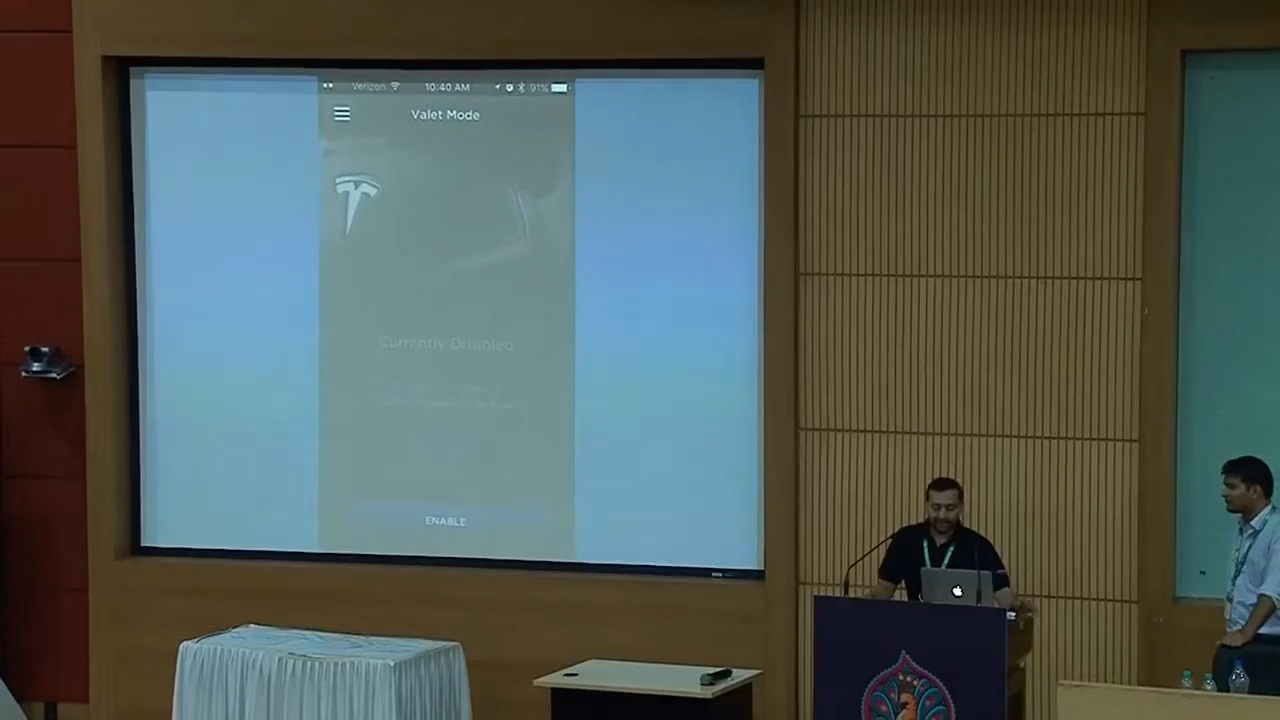 Verizon 10:40 AM 91%
Valet Mode
Currently Disabled
ENABLE